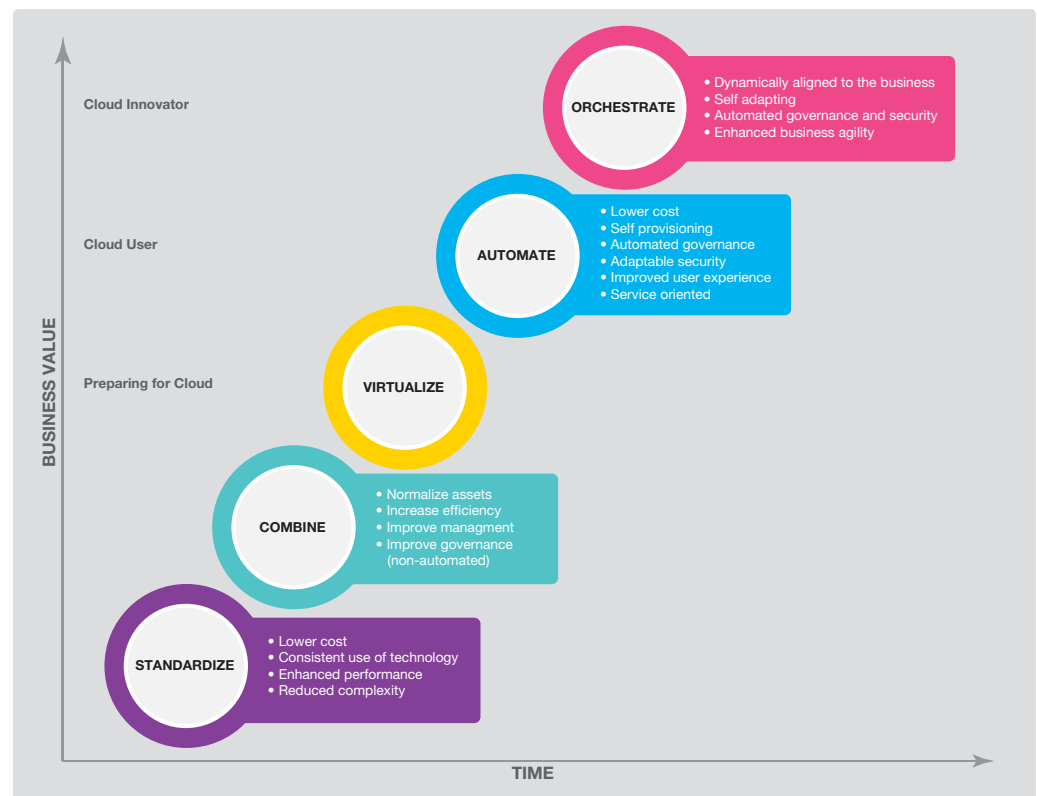 Cloud Innovator
ORCHESTRATE
• Dynamically aligned to the business
• Self adapting
• Automated governance and security
• Enhanced business agility
Cloud User
AUTOMATE
• Lower cost
• Self provisioning
• Automated governance
• Adaptable security
• Improved user experience
• Service oriented
BUSINESS VALUE
Preparing for Cloud
VIRTUALIZE
COMBINE
• Normalize assets
• Increase efficiency
• Improve managment
• Improve governance
(non-automated)
STANDARDIZE
• Lower cost
• Consistent use of technology
• Enhanced performance
• Reduced complexity
TIME